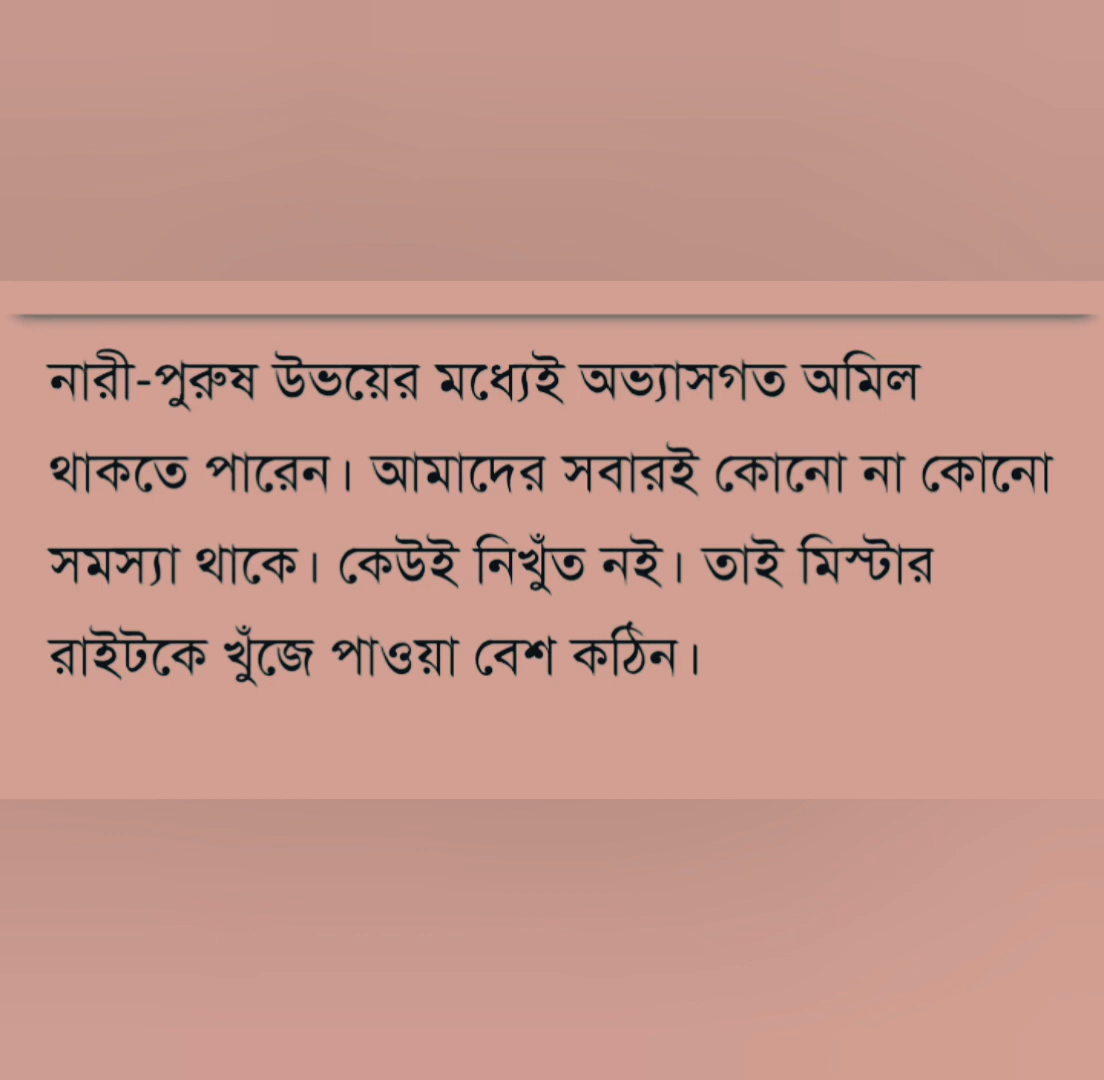 নারী-পুরুষ উভয়ের মধ্যেই অভ্যাসগত অমিল
থাকতে পারেন। আমাদের সবারই কোনো না কোনো
সমস্যা থাকে। কেউই নিখুঁত নই। তাই মিস্টার
রাইটকে খুঁজে পাওয়া বেশ কঠিন।